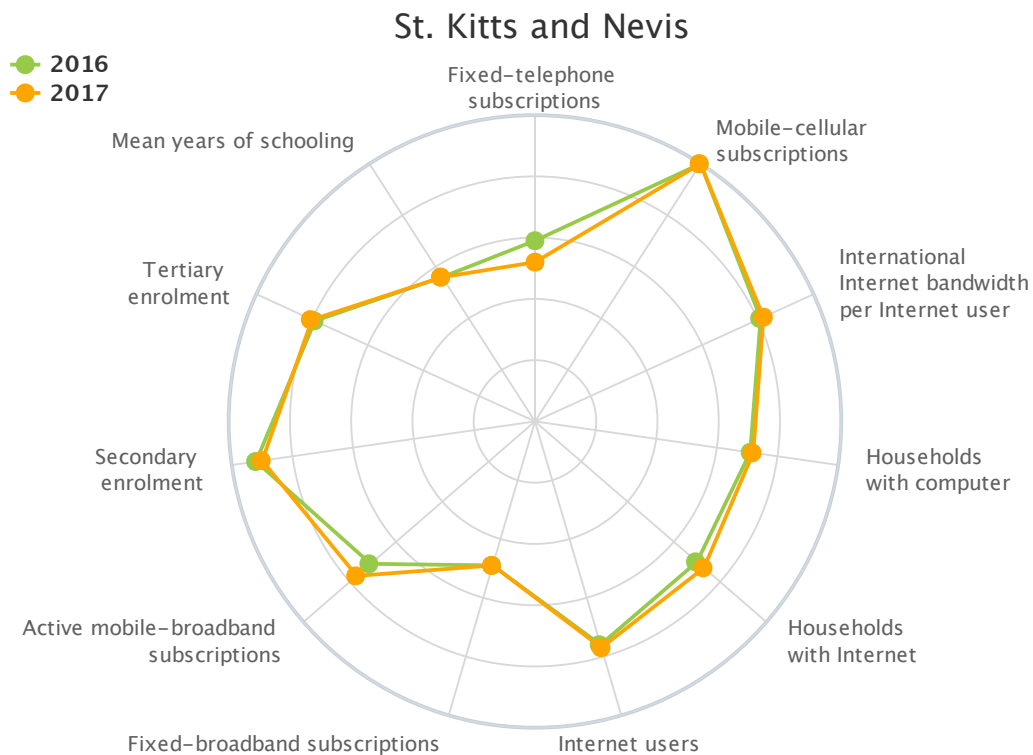 St. Kitts and Nevis
2016
2017
Fixed-telephone
subscriptions
Mobile-cellular
subscriptions
International
Internet bandwidth
per Internet user
Households
with computer
Households
with Internet
Internet users
Fixed-broadband subscriptions
Active mobile-broadband
subscriptions
Secondary
enrolment
Tertiary
enrolment
Mean years of schooling